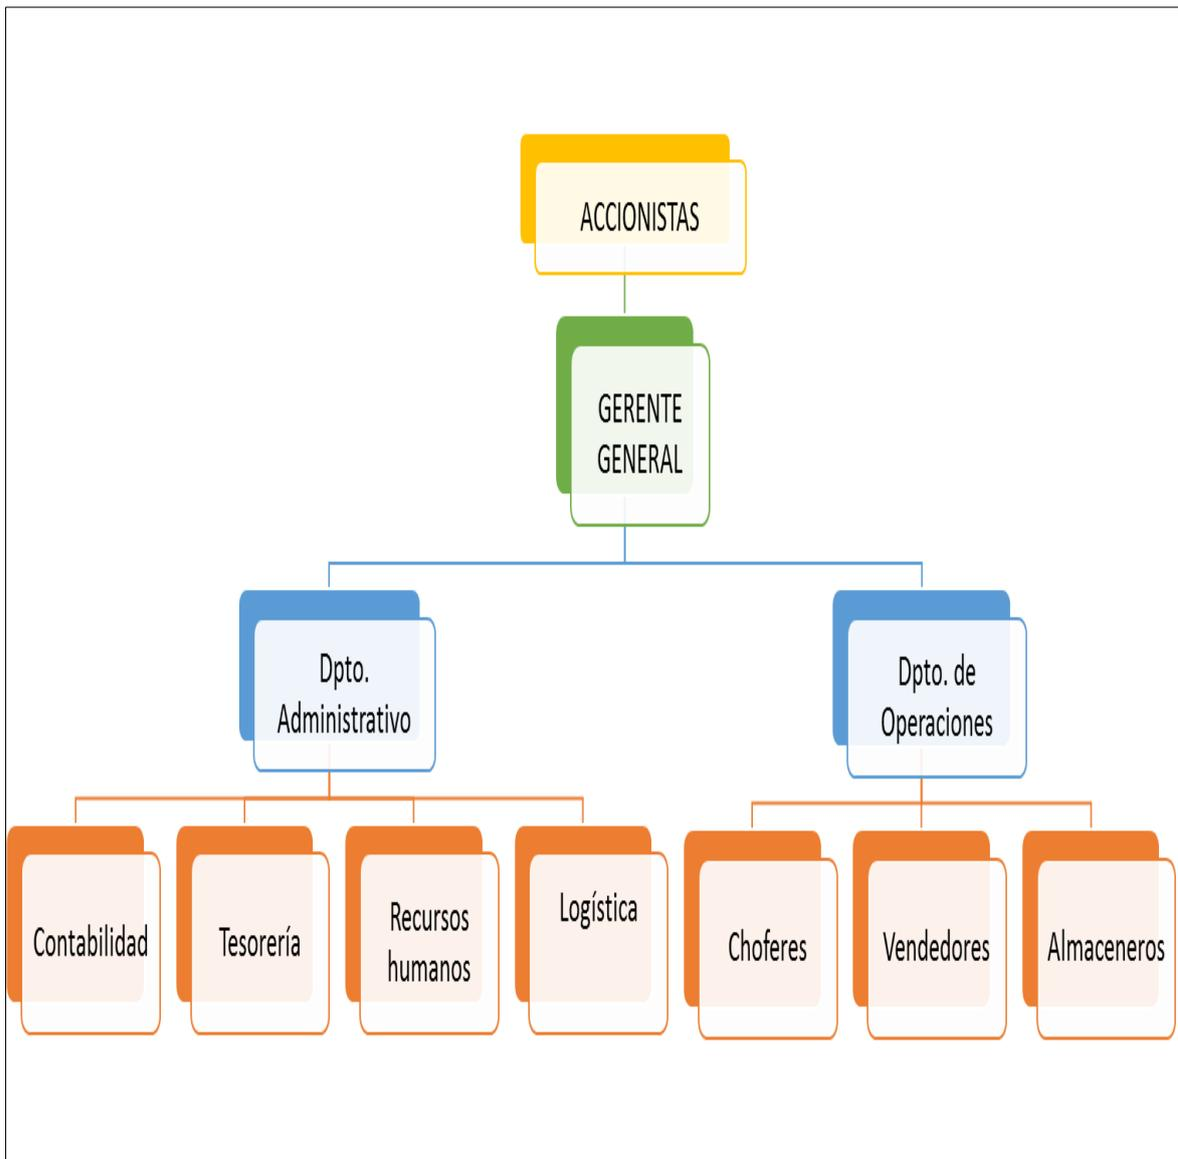 ACCIONISTAS
GERENTE
GENERAL
Dpto.
Administrativo
Dpto. de
Operaciones
Contabilidad
Tesorería
Recursos
humanos
Logística
Choferes
Vendedores
Almaceneros